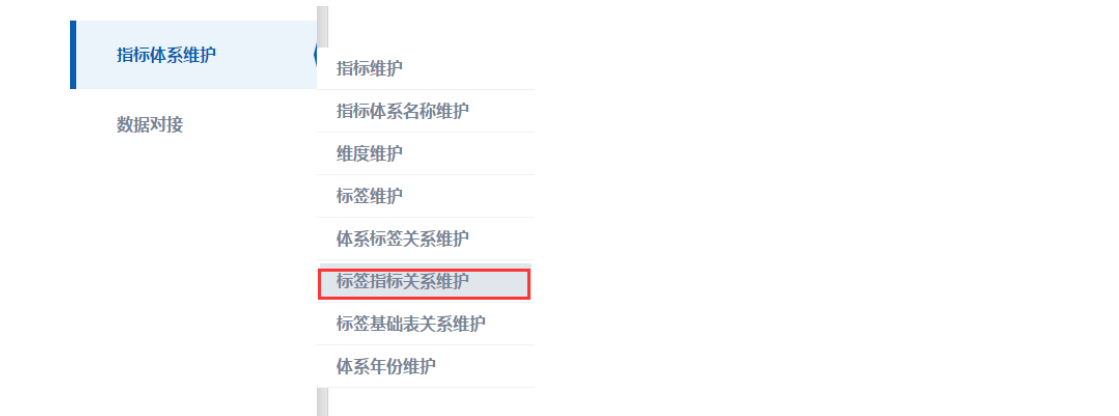 指标体系维护
数据对接
指标维护
指标体系名称维护
维度维护
标签维护
体系标签关系维护
标签指标关系维护
标签基础表关系维护
体系年份维护